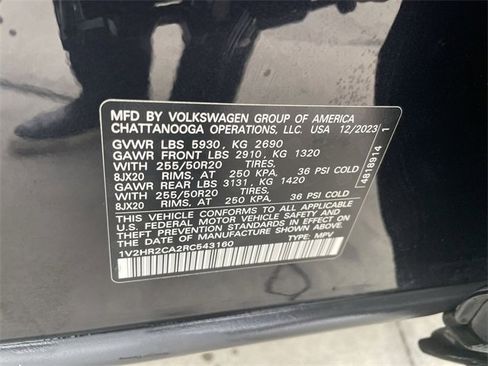 MFD BY VOLKSWAGEN GROUP OF AMERICA
CHATTANOOGA OPERATIONS, LLC. USA 12/2023
GVWR LBS 5930, KG 2690
GAWR FRONT LBS 2910, KG 1320
WITH 255/50R20 TIRES,
8JX20 RIMS, AT 250 KPA, 36 PSI COLD
GAWR REAR LBS 3131, KG 1420
WITH 255/50R20 TIRES,
8JX20 RIMS, AT 250 KPA, 36 PSI COLD
THIS VEHICLE CONFORMS TO ALL APPLICABLE
U.S. FEDERAL MOTOR VEHICLE SAFETY AND
THEFT PREVENTION STANDARDS IN EFFECT ON
THE DATE OF MANUFACTURE SHOWN ABOVE.
1V2HR2CA2RC543160 TYPE: MPV
4818914 1